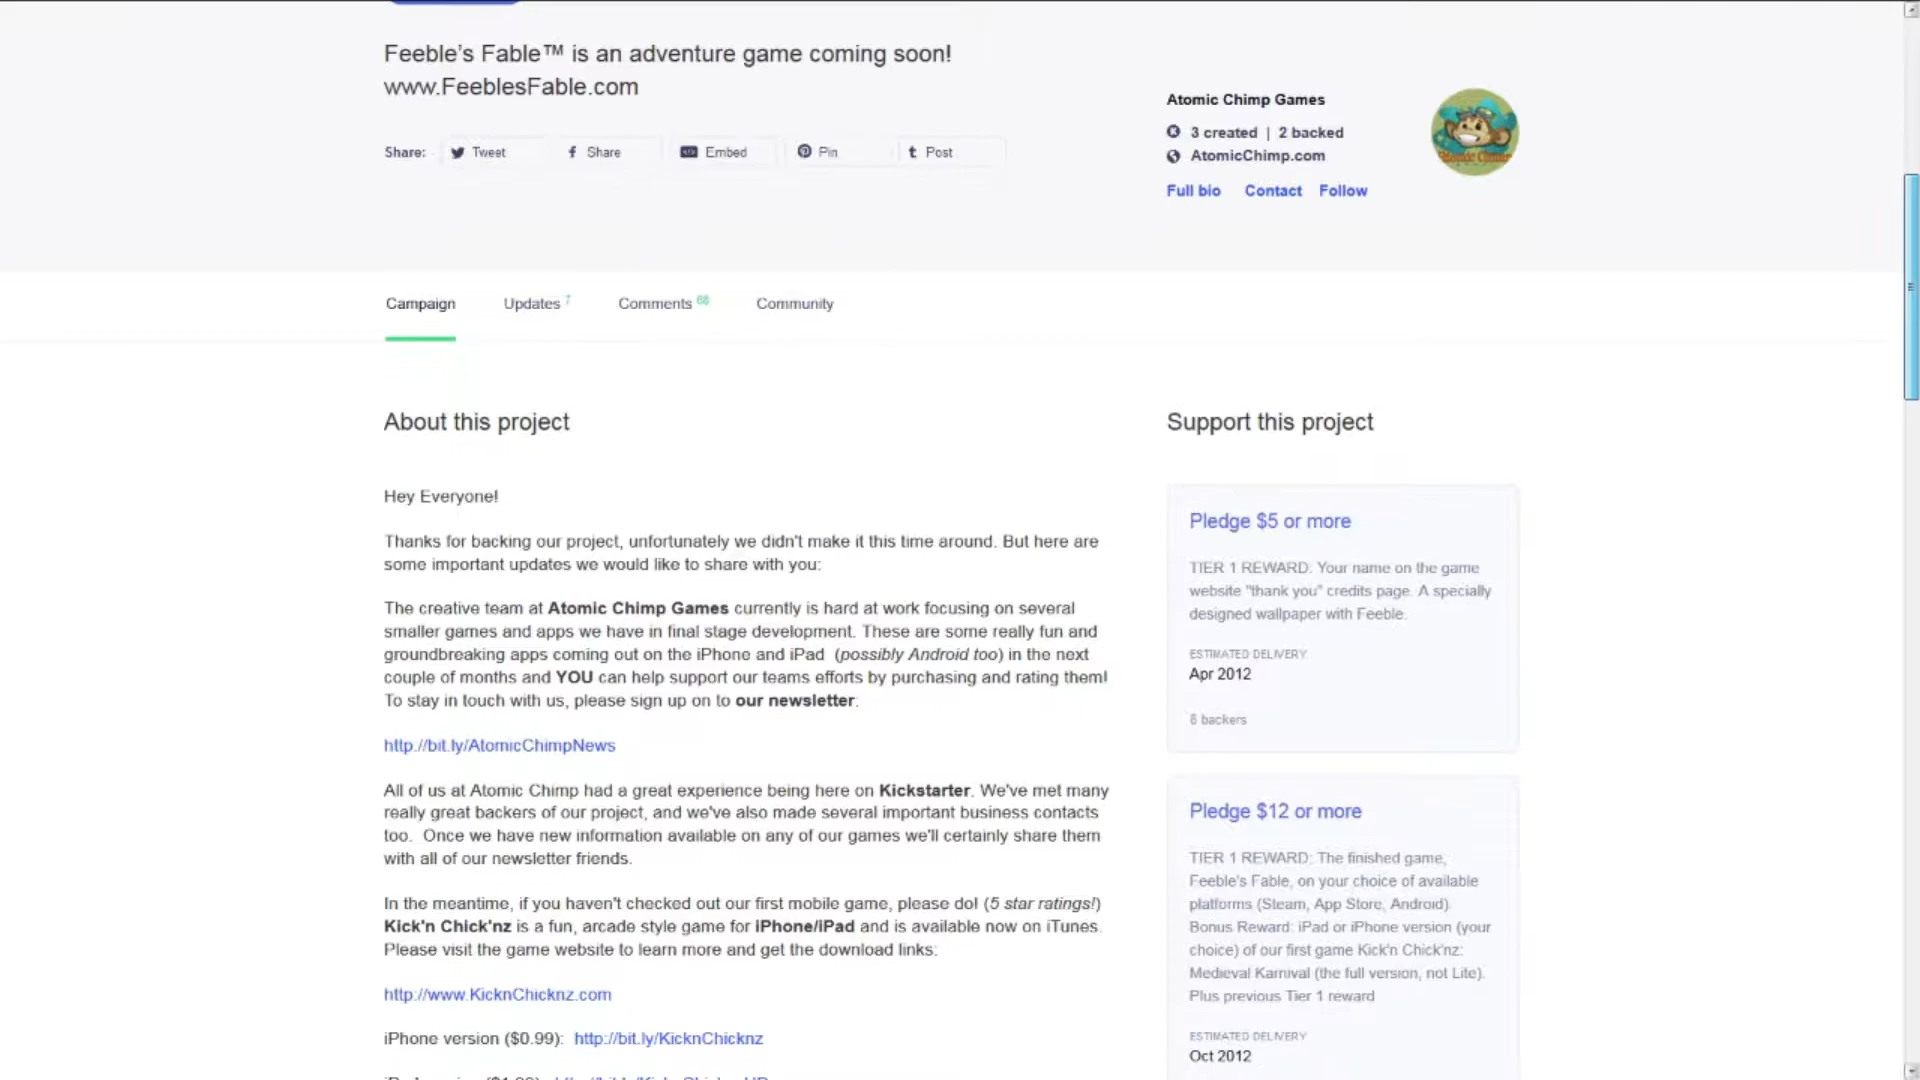 Feeble's Fable™ is an adventure game coming soon!
www.FeeblesFable.com
Share:
Tweet
Share
Embed
Pin
Post
Atomic Chimp Games
3 created | 2 backed
AtomicChimp.com
Full bio
Contact
Follow
Campaign
Updates 7
Comments 68
Community
About this project
Hey Everyone!
Thanks for backing our project, unfortunately we didn't make it this time around. But here are
some important updates we would like to share with you:
The creative team at Atomic Chimp Games currently is hard at work focusing on several
smaller games and apps we have in final stage development. These are some really fun and
groundbreaking apps coming out on the iPhone and iPad (possibly Android too) in the next
couple of months and YOU can help support our teams efforts by purchasing and rating them!
To stay in touch with us, please sign up on to our newsletter:
http://bit.ly/AtomicChimpNews
All of us at Atomic Chimp had a great experience being here on Kickstarter. We've met many
really great backers of our project, and we've also made several important business contacts
too. Once we have new information available on any of our games we'll certainly share them
with all of our newsletter friends.
In the meantime, if you haven't checked out our first mobile game, please do! (5 star ratings!)
Kick'n Chick'nz is a fun, arcade style game for iPhone/iPad and is available now on iTunes.
Please visit the game website to learn more and get the download links:
http://www.KicknChicknz.com
iPhone version ($0.99): http://bit.ly/KicknChicknz
Support this project
Pledge $5 or more
TIER 1 REWARD: Your name on the game
website "thank you" credits page. A specially
designed wallpaper with Feeble.
ESTIMATED DELIVERY
Apr 2012
6 backers
Pledge $12 or more
TIER 1 REWARD: The finished game,
Feeble's Fable, on your choice of available
platforms (Steam, App Store, Android).
Bonus Reward: iPad or iPhone version (your
choice) of our first game Kick'n Chick'nz:
Medieval Karnival (the full version, not Lite).
Plus previous Tier 1 reward
ESTIMATED DELIVERY
Oct 2012